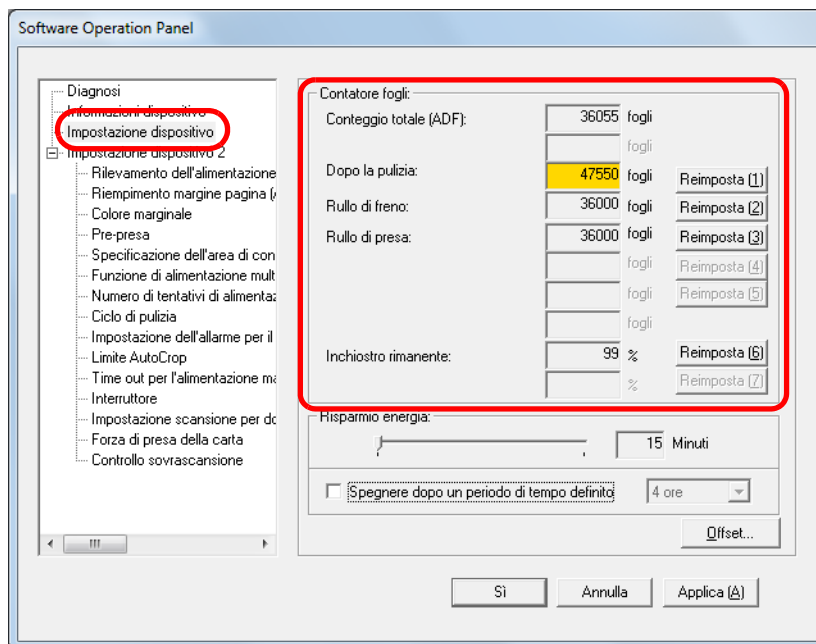 Software Operation Panel
Diagnosi
Informazioni dispositivo
Impostazione dispositivo
Impostazione dispositivo 2
Rilevamento dell'alimentazione
Riempimento margine pagina (
Colore marginale
Pre-presa
Specificazione dell'area di con
Funzione di alimentazione mult
Numero di tentativi di alimentaz
Ciclo di pulizia
Impostazione dell'allarme per il
Limite AutoCrop
Time out per l'alimentazione ma
Interruttore
Impostazione scansione per do
Forza di presa della carta
Controllo sovrascansione
Contatore fogli:
Conteggio totale (ADF): 36055 fogli
fogli
Dopo la pulizia: 47550 fogli Reimposta (1)
Rullo di freno: 36000 fogli Reimposta (2)
Rullo di presa: 36000 fogli Reimposta (3)
fogli Reimposta (4)
fogli Reimposta (5)
fogli
Inchiostro rimanente: 99 % Reimposta (6)
% Reimposta (7)
Risparmio energia:
15 Minuti
Spegnere dopo un periodo di tempo definito 4 ore
Offset...
Sì Annulla Applica (A)